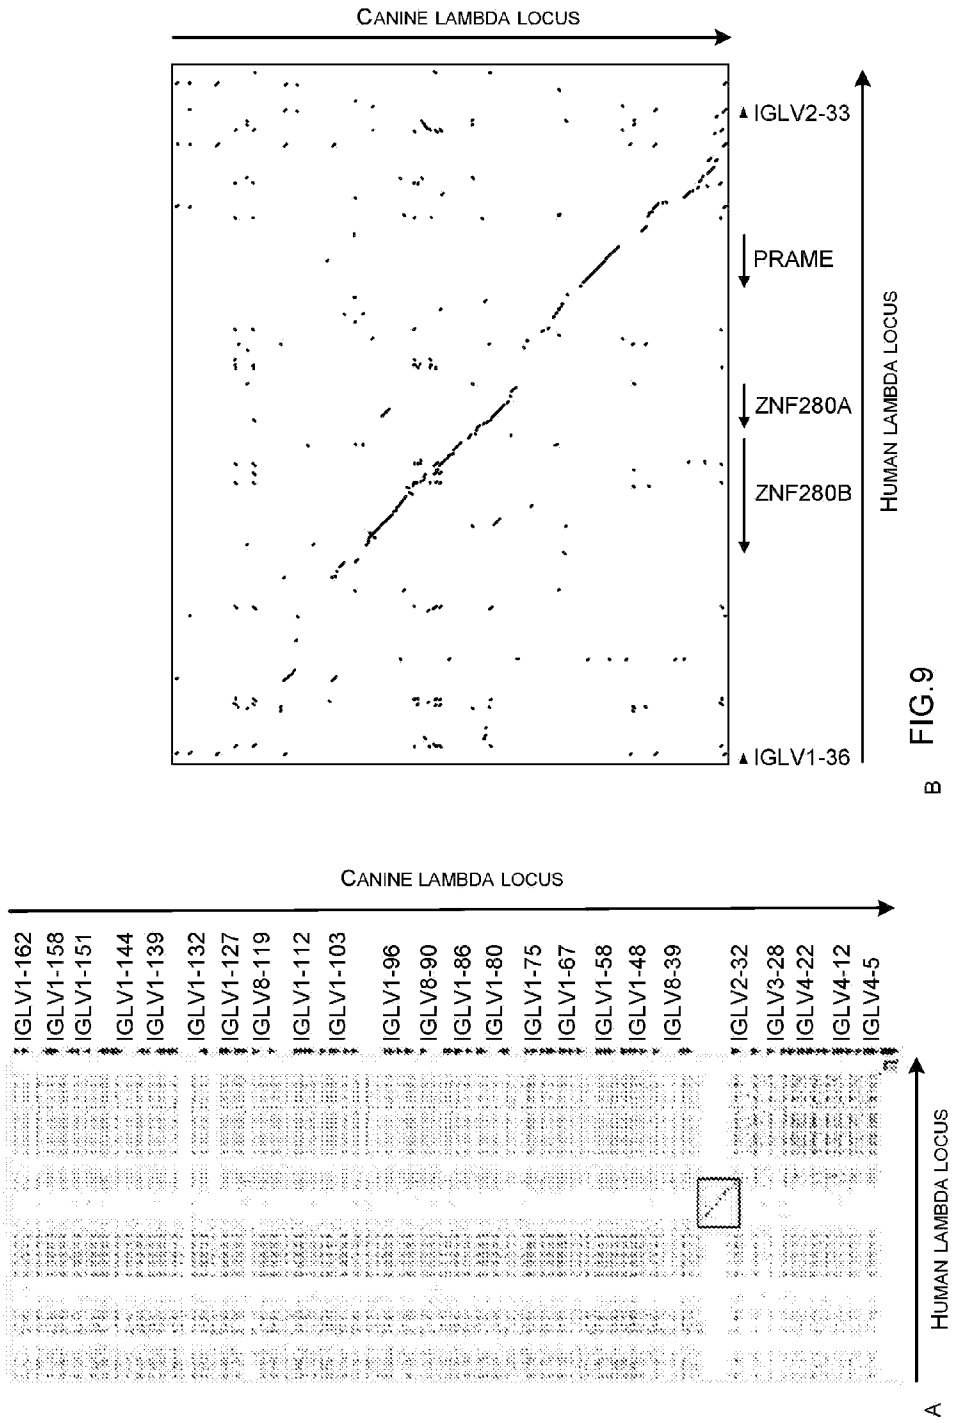 CANINE LAMBDA LOCUS
IGLV1-162
IGLV1-158
IGLV1-151
IGLV1-144
IGLV1-139
IGLV1-132
IGLV1-127
IGLV8-119
IGLV1-112
IGLV1-103
IGLV1-96
IGLV8-90
IGLV1-86
IGLV1-80
IGLV1-75
IGLV1-67
IGLV1-58
IGLV1-48
IGLV8-39
IGLV2-32
IGLV3-28
IGLV4-22
IGLV4-12
IGLV4-5
HUMAN LAMBDA LOCUS
A
CANINE LAMBDA LOCUS
IGLV2-33
PRAME
ZNF280A
ZNF280B
IGLV1-36
HUMAN LAMBDA LOCUS
B
FIG.9